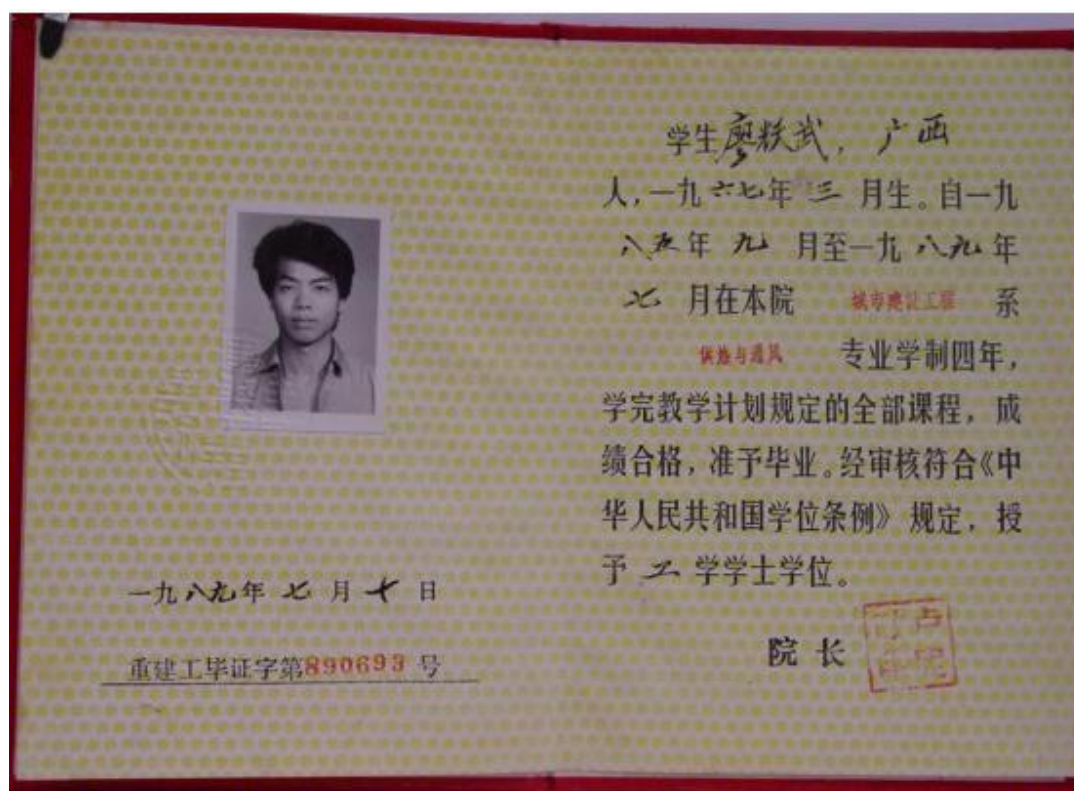 学生廖轶武，广西
人，一九六七年三月生。自一九
八五年九月至一九八九年
七月在本院 城市建设工程 系
供热与通风 专业学制四年，
学完教学计划规定的全部课程，成
绩合格，准予毕业。经审核符合《中
华人民共和国学位条例》规定，授
予工学学士学位。
院长
一九八九年七月十日
重建工毕证字第890693号